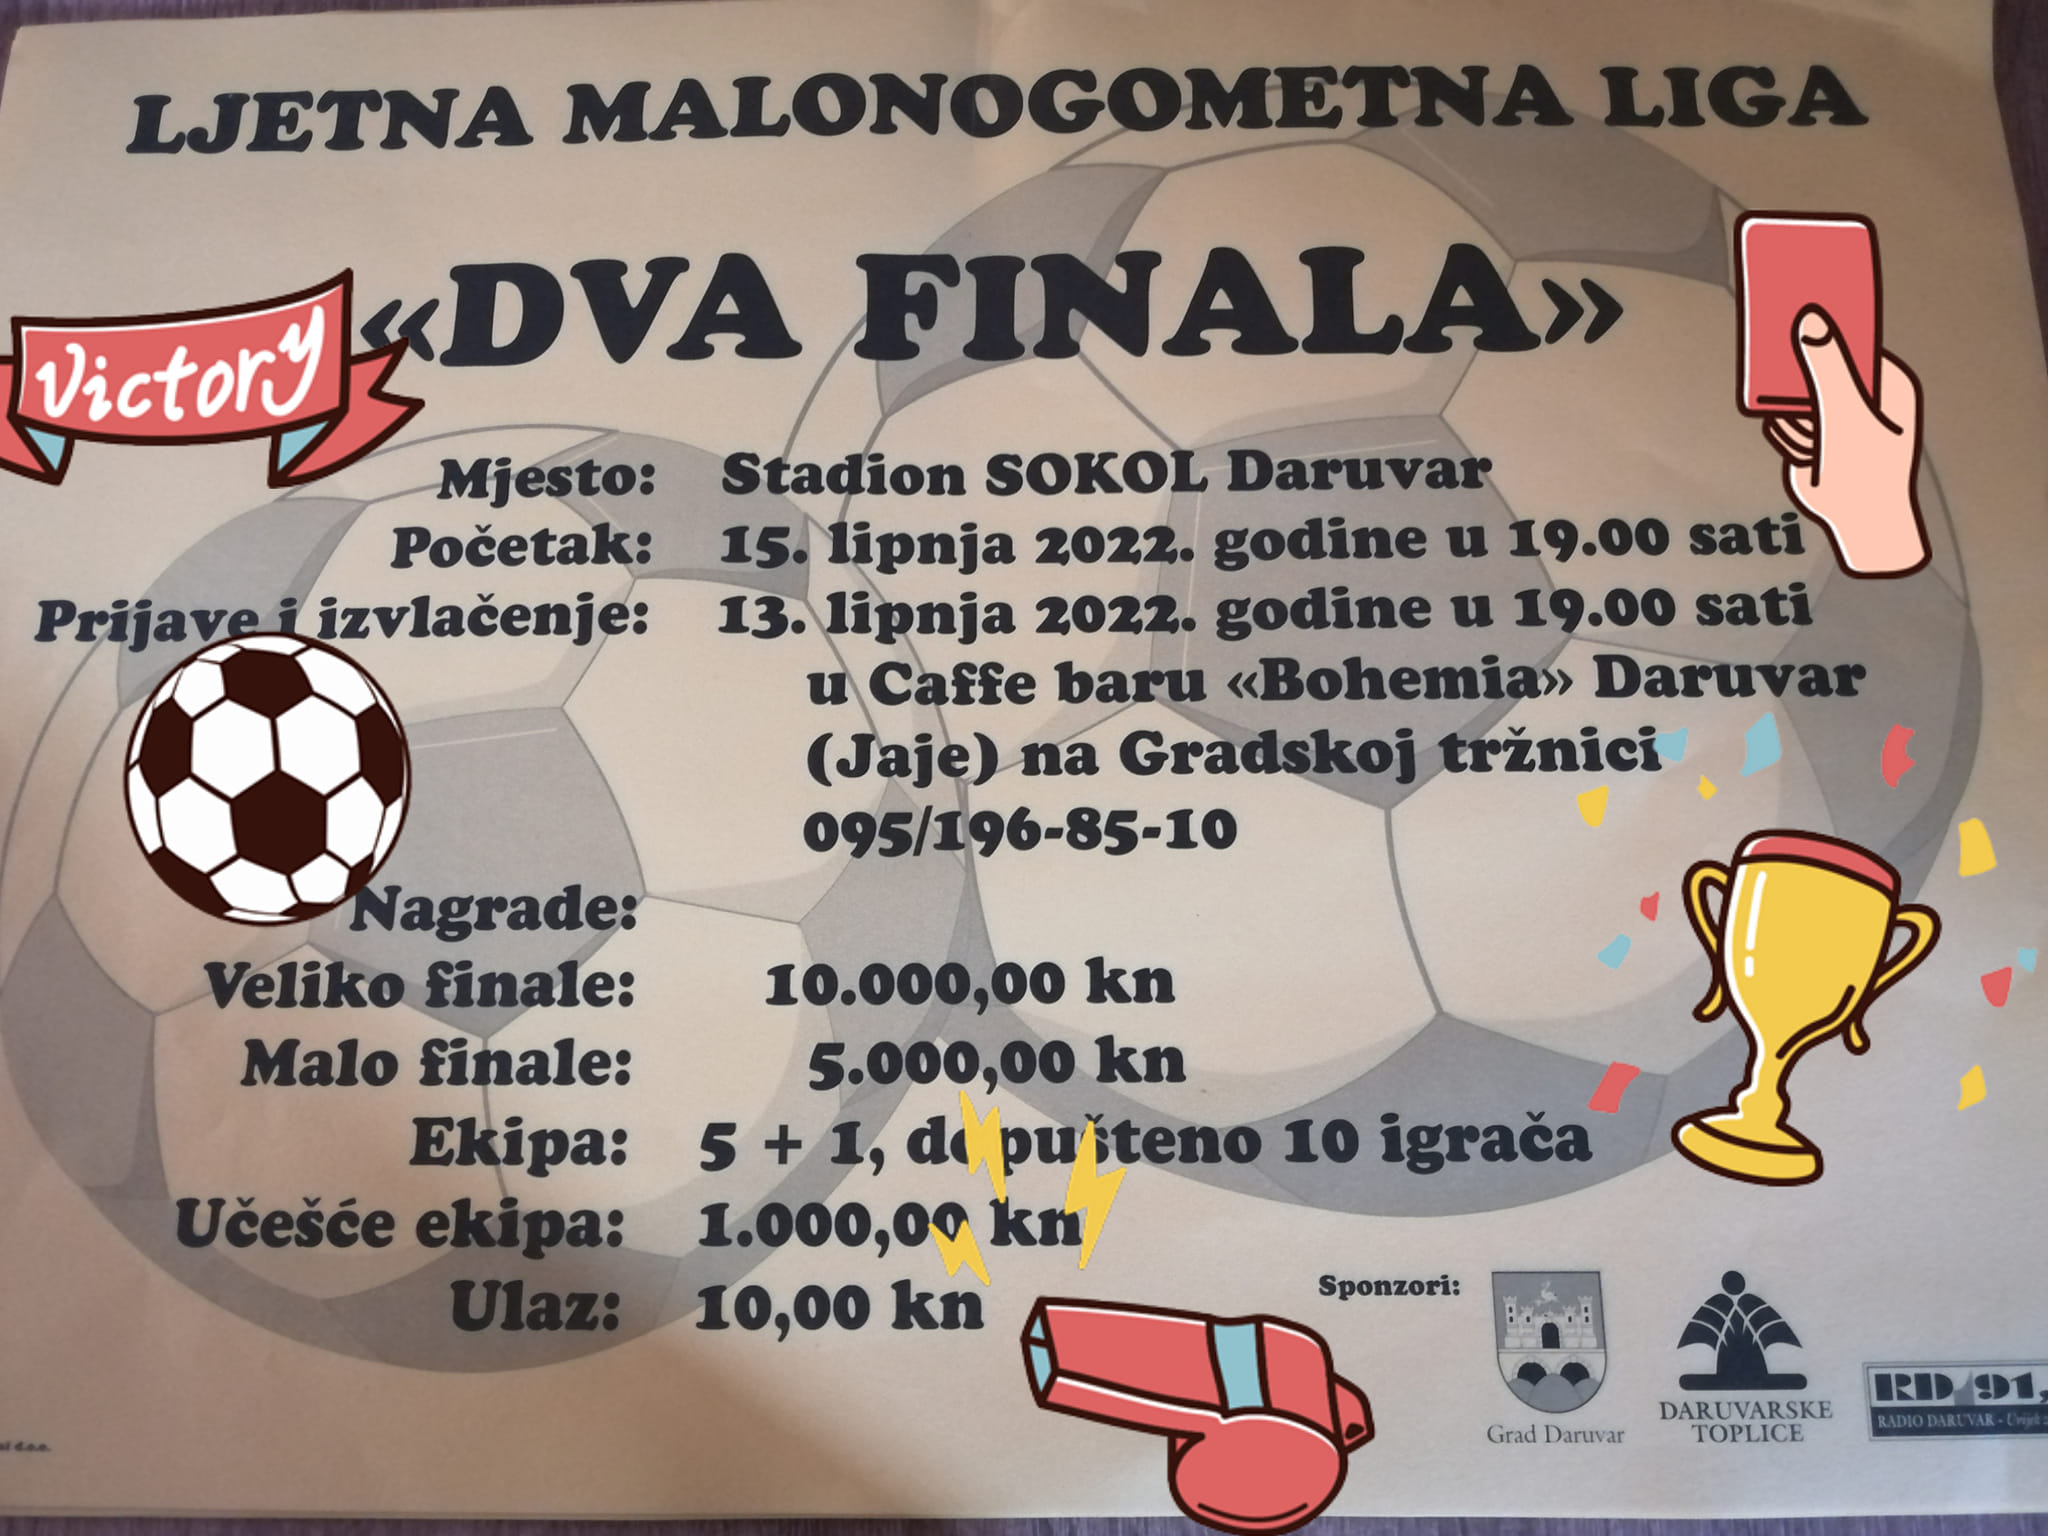 LJETNA MALONOGOMETNA LIGA
«DVA FINALA»
Victory
Mjesto: Stadion SOKOL Daruvar
Početak: 15. lipnja 2022. godine u 19.00 sati
Prijave i izvlačenje: 13. lipnja 2022. godine u 19.00 sati
u Caffe baru «Bohemia» Daruvar
(Jaje) na Gradskoj tržnici
095/196-85-10
Nagrade:
Veliko finale: 10.000,00 kn
Malo finale: 5.000,00 kn
Ekipa: 5 + 1, dopušteno 10 igrača
Učešće ekipa: 1.000,00 kn
Ulaz: 10,00 kn
Sponzori:
Grad Daruvar
DARUVARSKE
TOPLICE
RD 91,
RADIO DARUVAR -
d.o.o.